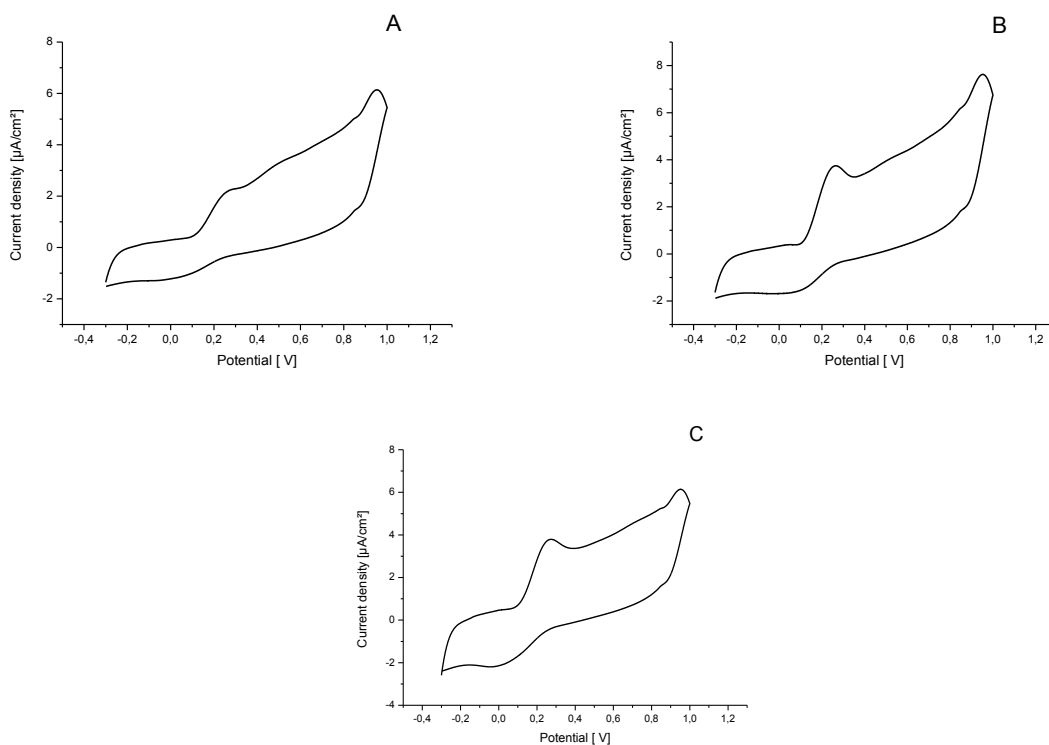 A
8
6
4
2
0
-2
Current density [µA/cm²]
-0,4 -0,2 0,0 0,2 0,4 0,6 0,8 1,0 1,2
Potential [ V]
B
8
6
4
2
0
-2
Current density [µA/cm²]
-0,4 -0,2 0,0 0,2 0,4 0,6 0,8 1,0 1,2
Potential [ V]
C
8
6
4
2
0
-2
-4
Current density [µA/cm²]
-0,4 -0,2 0,0 0,2 0,4 0,6 0,8 1,0 1,2
Potential [ V]